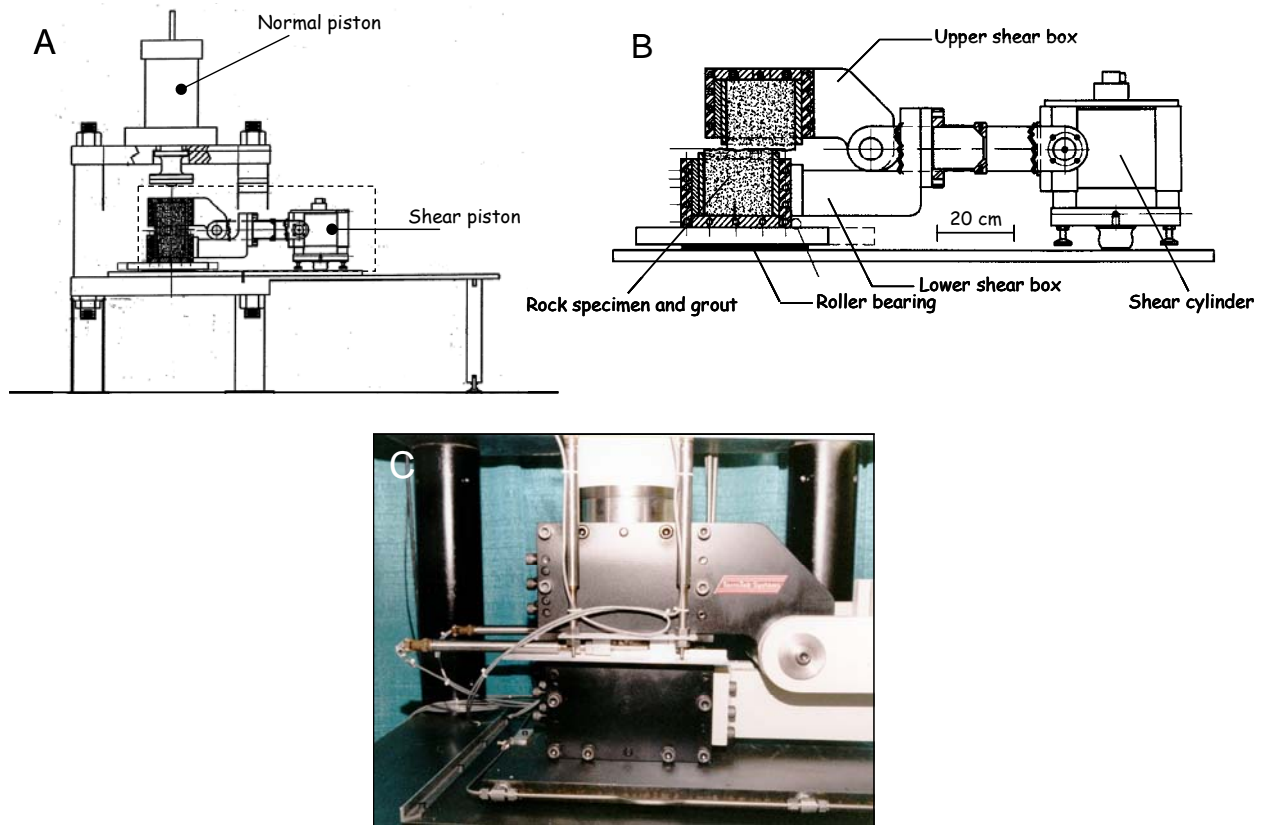 A
Normal piston
Shear piston
B
Upper shear box
20 cm
Lower shear box
Rock specimen and grout
Roller bearing
Shear cylinder
C